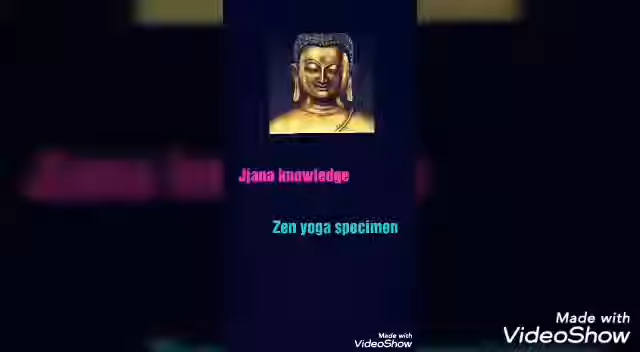 Jjana knowledge
Zen yoga specimen
Made with
VideoShow
Made with
VideoShow